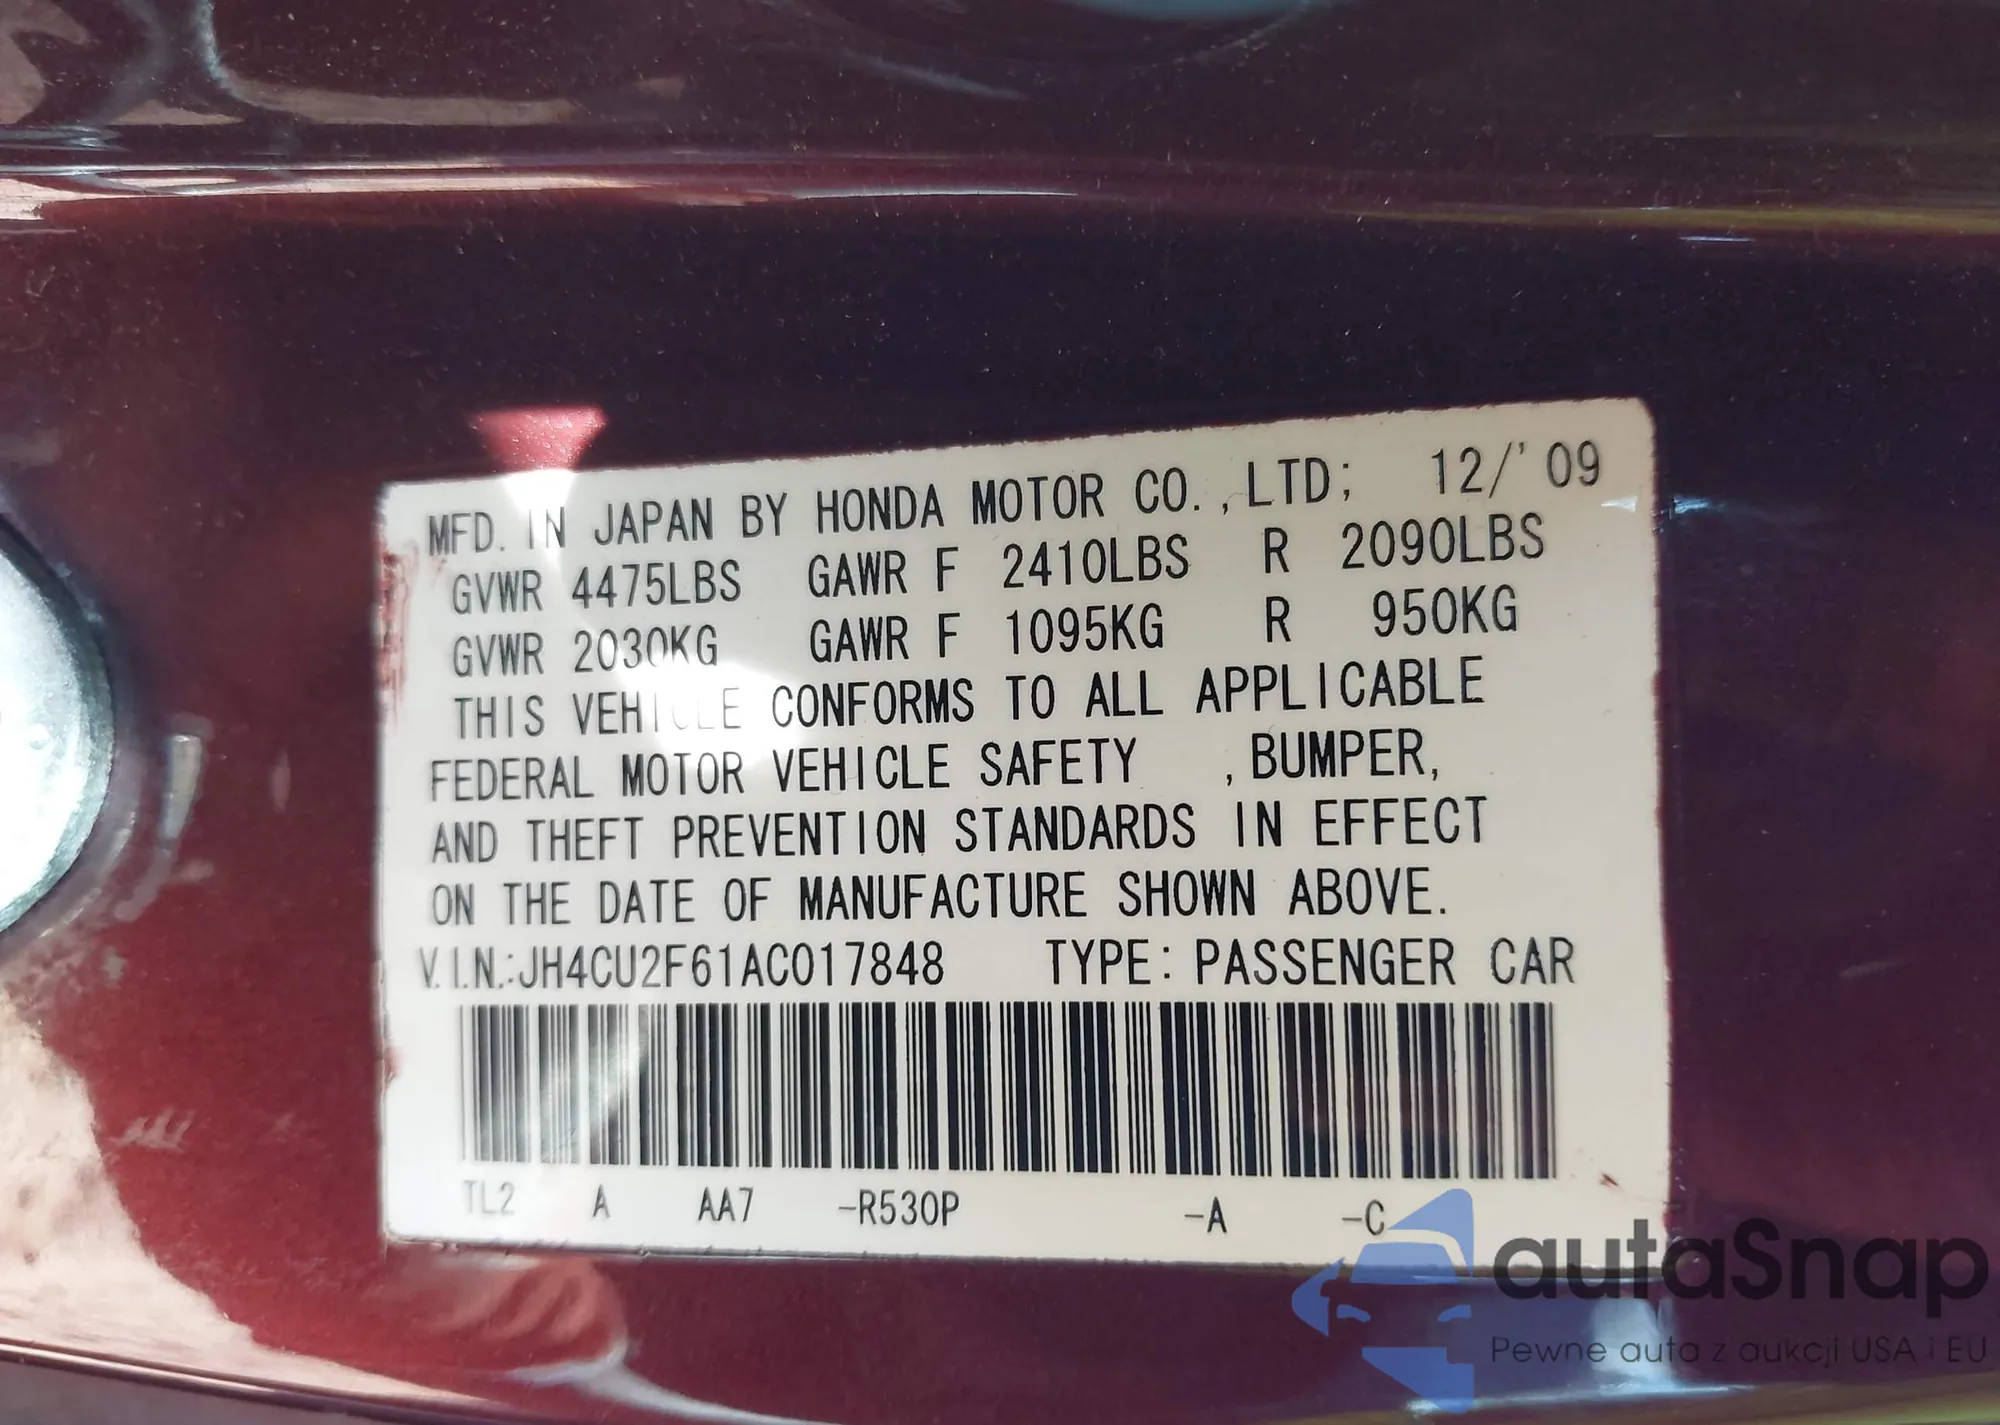 MFD. IN JAPAN BY HONDA MOTOR CO.,LTD; 12/'09
GVWR 4475LBS GAWR F 2410LBS R 2090LBS
GVWR 2030KG GAWR F 1095KG R 950KG
THIS VEHICLE CONFORMS TO ALL APPLICABLE
FEDERAL MOTOR VEHICLE SAFETY ,BUMPER,
AND THEFT PREVENTION STANDARDS IN EFFECT
ON THE DATE OF MANUFACTURE SHOWN ABOVE.
V.I.N.:JH4CU2F61AC017848 TYPE:PASSENGER CAR
TL2 A AA7 -R530P -A -C
autaSnap
Pewne auta z aukcji USA i EU